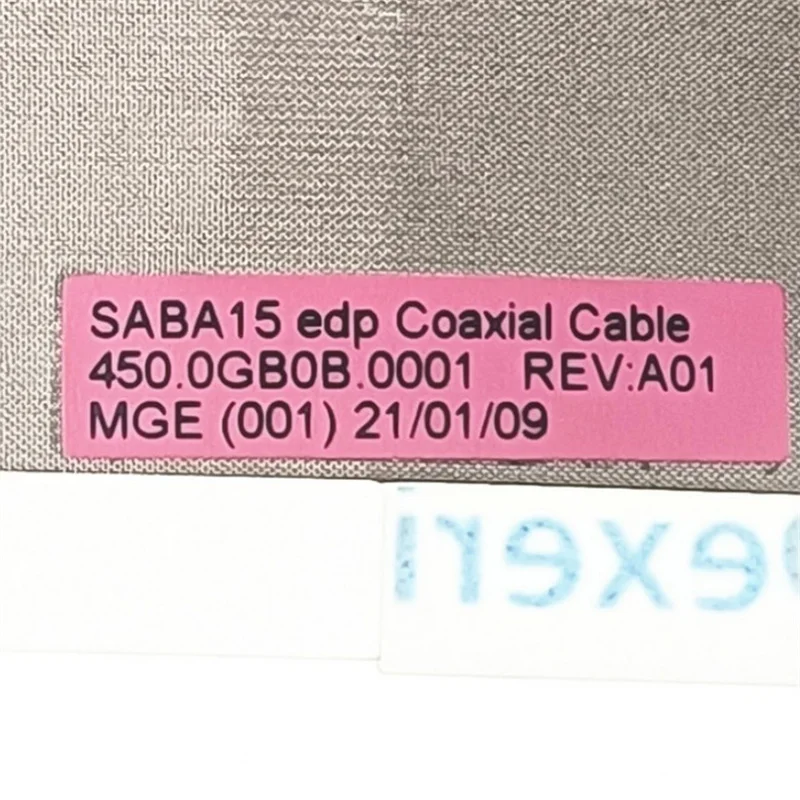 SABA15 edp Coaxial Cable
450.0GB0B.0001 REV:A01
MGE (001) 21/01/09